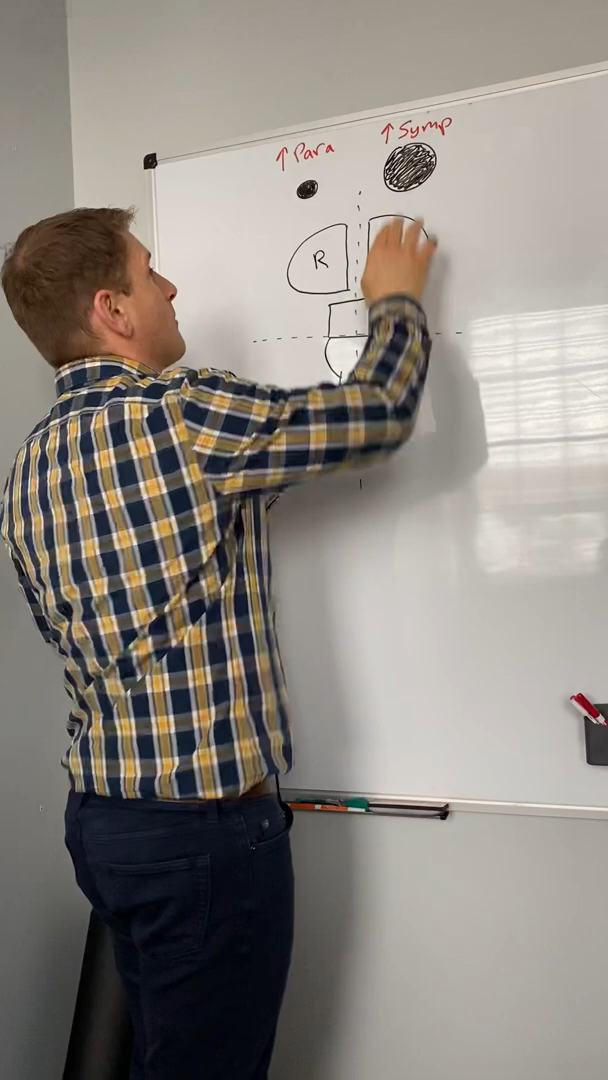 ↑ Para
↑ Symp
R